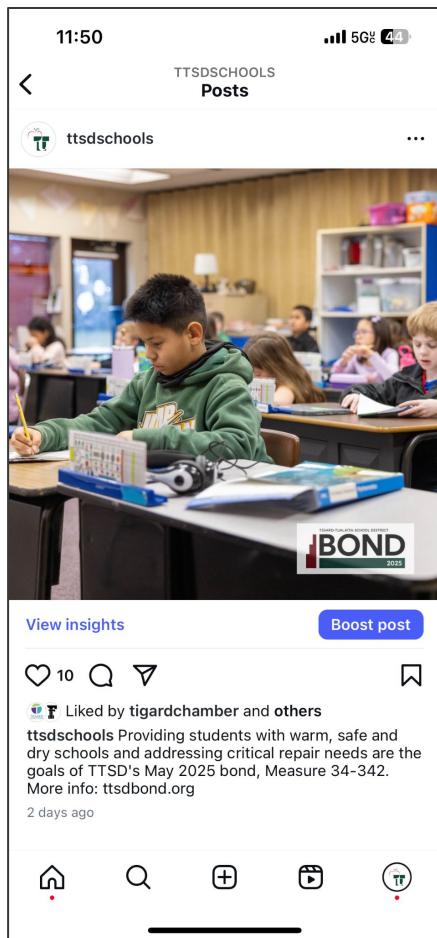 11:50
5G 44
TTSDSCHOOLS
Posts
ttsdschools
TIGARD-TUALATIN SCHOOL DISTRICT
BOND
2025
View insights
Boost post
10
Liked by tigardchamber and others
ttsdschools Providing students with warm, safe and
dry schools and addressing critical repair needs are the
goals of TTSD's May 2025 bond, Measure 34-342.
More info: ttsdbond.org
2 days ago